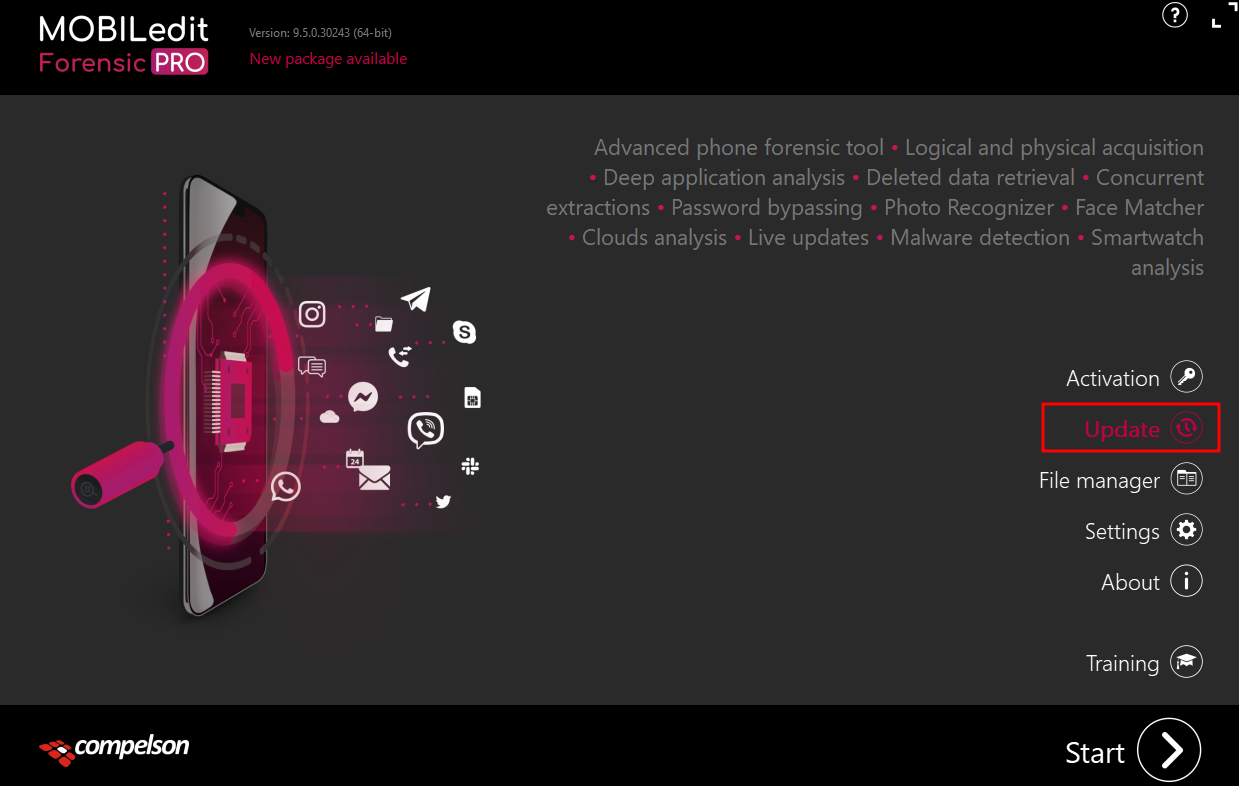 MOBILedit
Forensic PRO
Version: 9.5.0.30243 (64-bit)
New package available
?
Advanced phone forensic tool • Logical and physical acquisition
• Deep application analysis • Deleted data retrieval • Concurrent
extractions • Password bypassing • Photo Recognizer • Face Matcher
• Clouds analysis • Live updates • Malware detection • Smartwatch
analysis
S
24
Activation
Update
File manager
Settings
About i
Training
compelson
Start